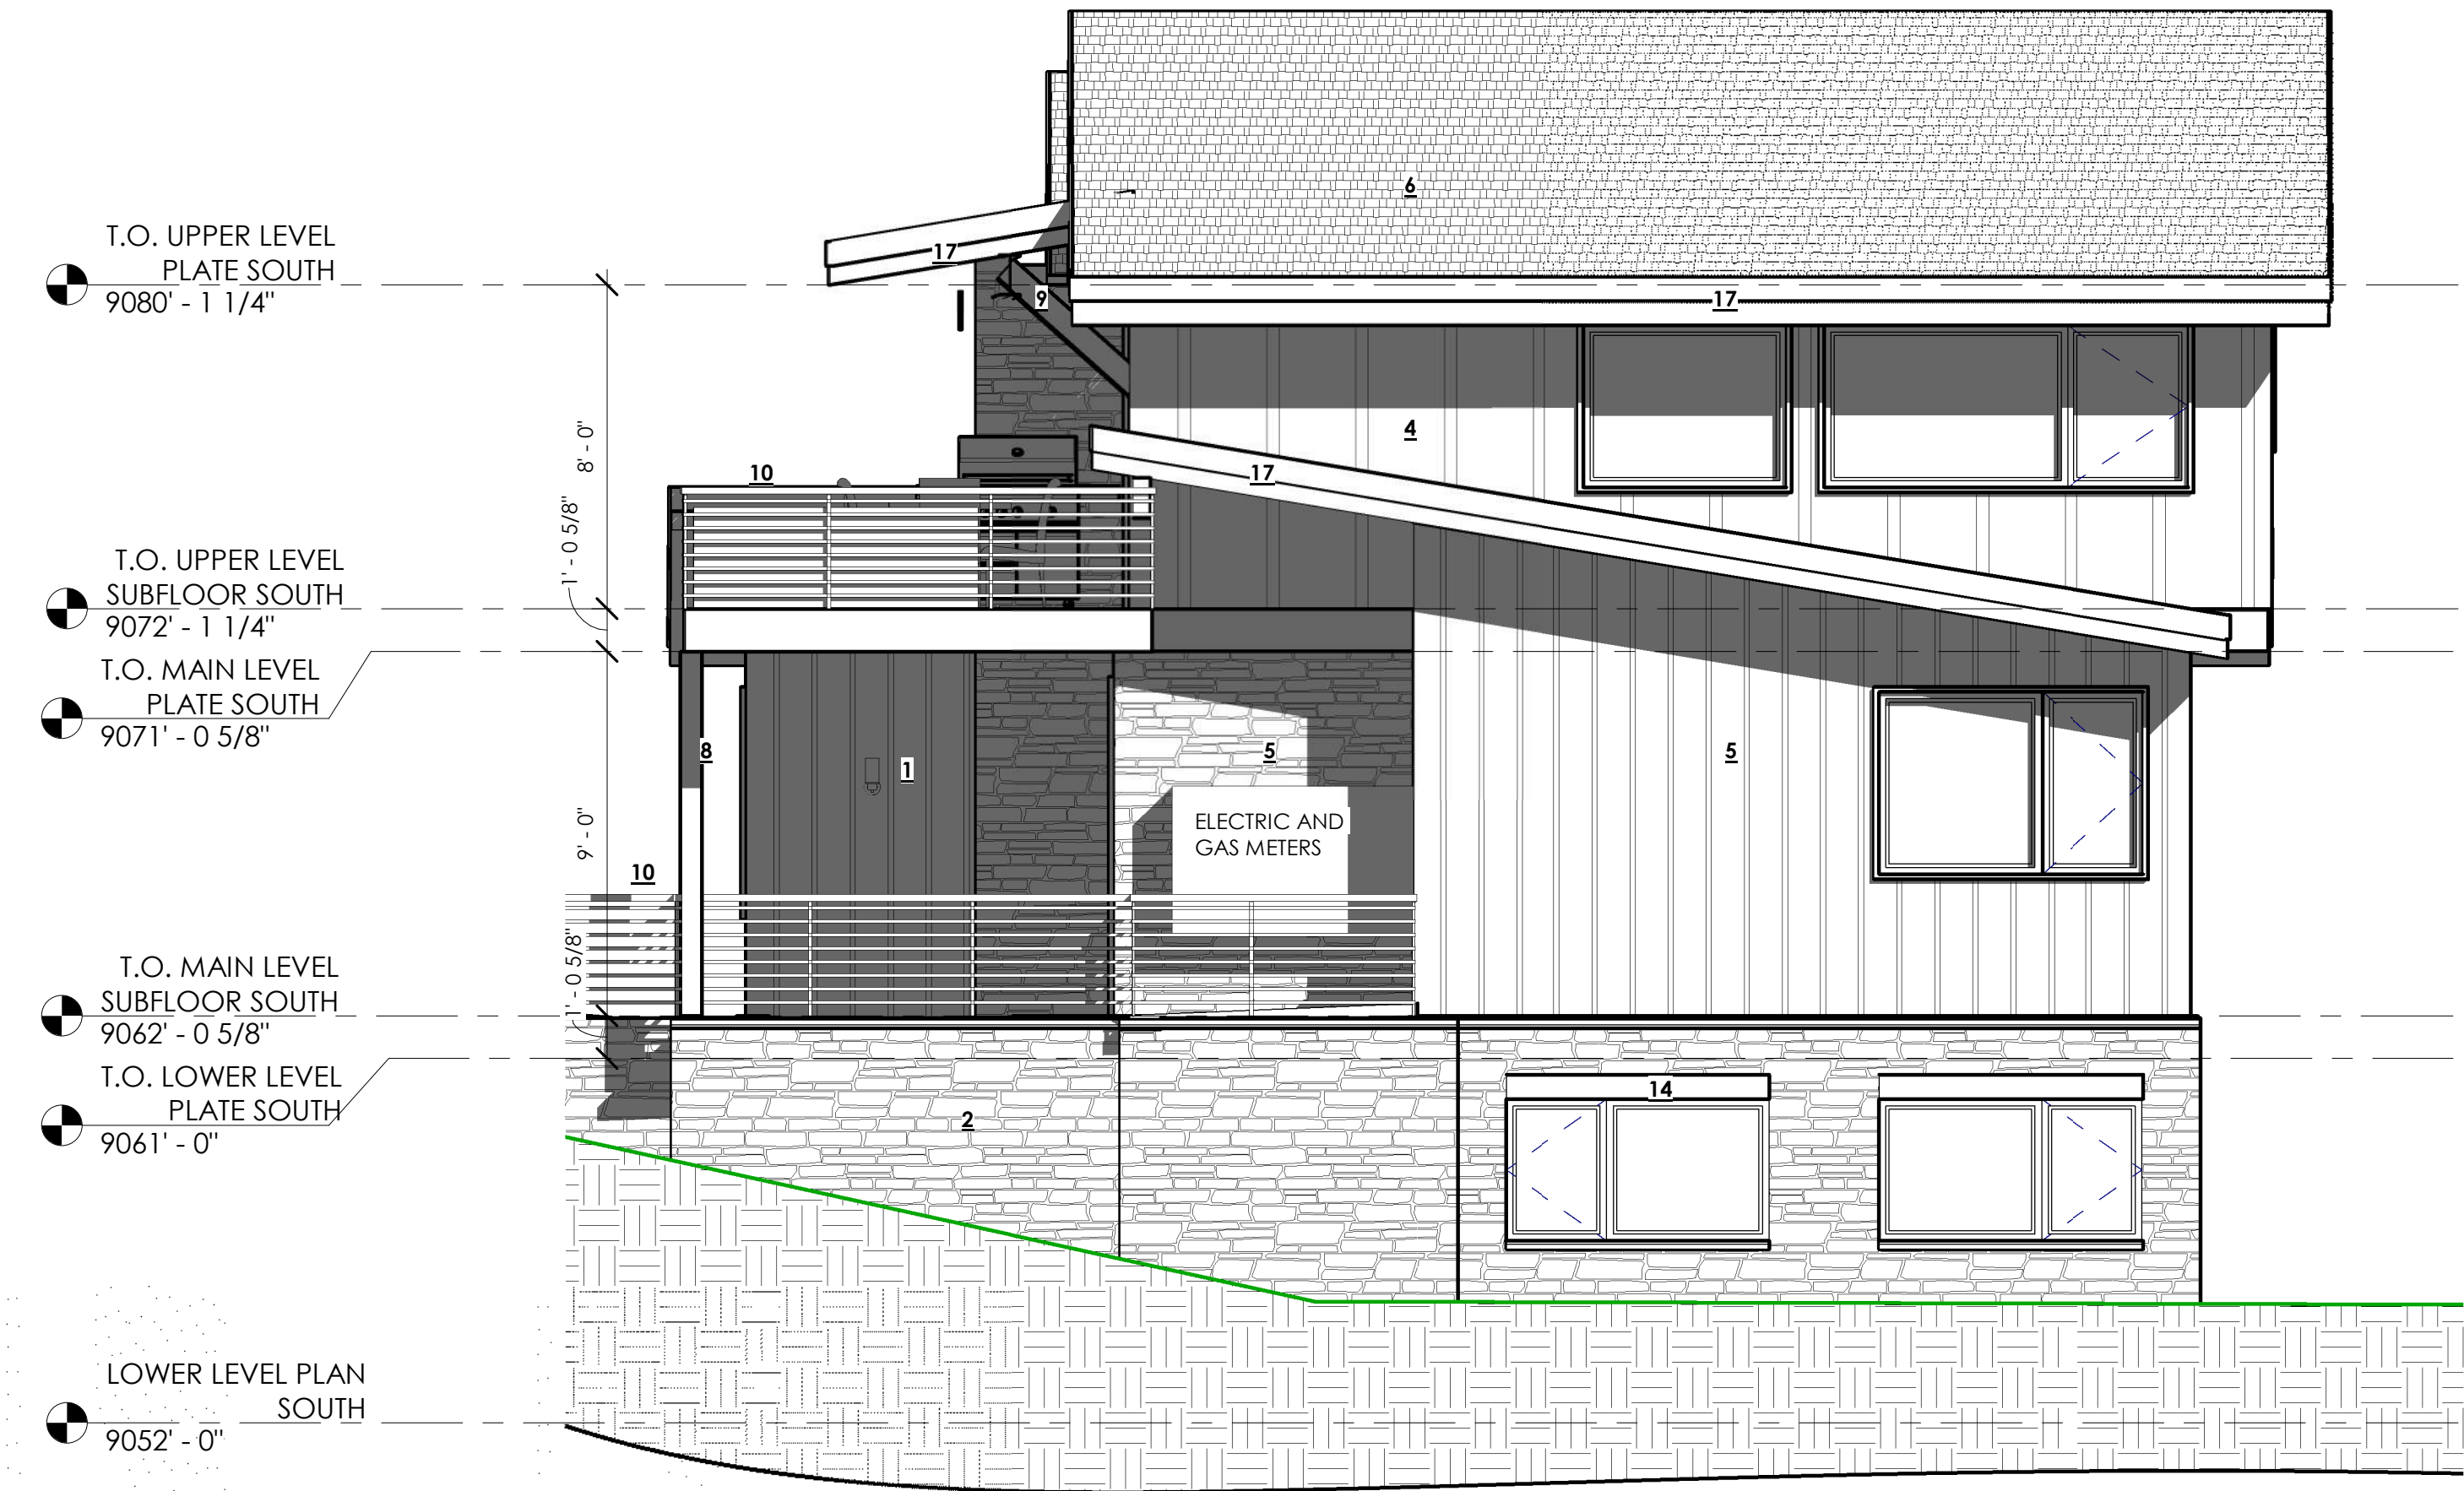 6
T.O. UPPER LEVEL
PLATE SOUTH
9080' - 1 1/4"
17
9
17
8' - 0"
4
10
17
1' - 0 5/8"
T.O. UPPER LEVEL
SUBFLOOR SOUTH
9072' - 1 1/4"
T.O. MAIN LEVEL
PLATE SOUTH
9071' - 0 5/8"
8
1
5
5
ELECTRIC AND
GAS METERS
9' - 0"
10
1' - 0 5/8"
T.O. MAIN LEVEL
SUBFLOOR SOUTH
9062' - 0 5/8"
T.O. LOWER LEVEL
PLATE SOUTH
9061' - 0"
14
2
LOWER LEVEL PLAN
SOUTH
9052' - 0"